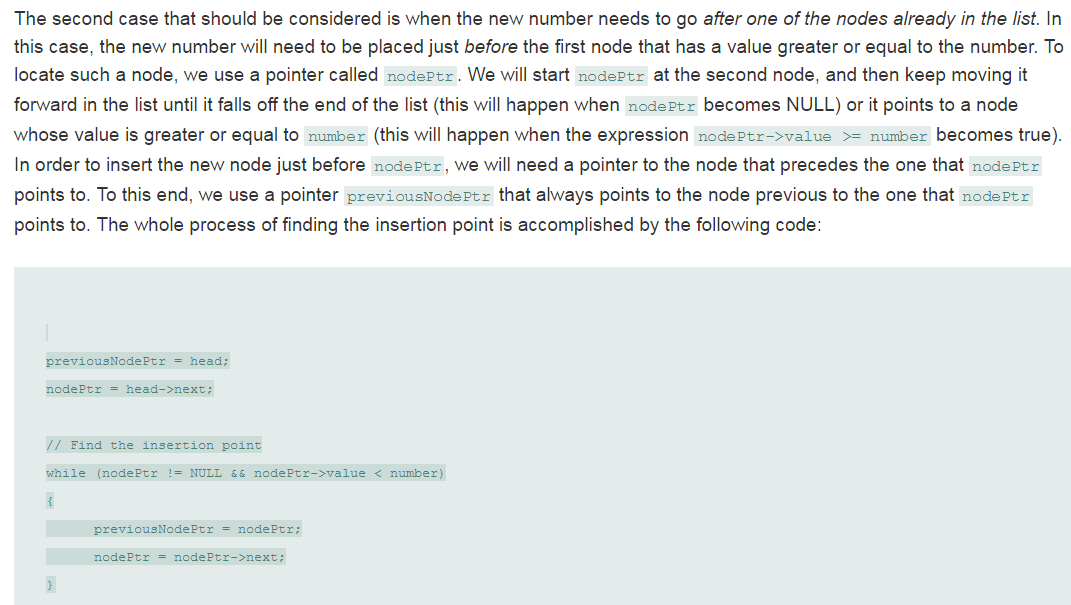 The second case that should be considered is when the new number needs to go after one of the nodes already in the list. In
this case, the new number will need to be placed just before the first node that has a value greater or equal to the number. To
locate such a node, we use a pointer called nodePtr. We will start nodePtr at the second node, and then keep moving it
forward in the list until it falls off the end of the list (this will happen when nodePtr becomes NULL) or it points to a node
whose value is greater or equal to number (this will happen when the expression nodePtr->value >= number becomes true).
In order to insert the new node just before nodePtr, we will need a pointer to the node that precedes the one that nodePtr
points to. To this end, we use a pointer previousNodePtr that always points to the node previous to the one that nodePtr
points to. The whole process of finding the insertion point is accomplished by the following code:
previousNodePtr = head;
nodePtr = head->next;
// Find the insertion point
while (nodePtr != NULL && nodePtr->value < number)
{
previousNodePtr = nodePtr;
nodePtr = nodePtr->next;
}